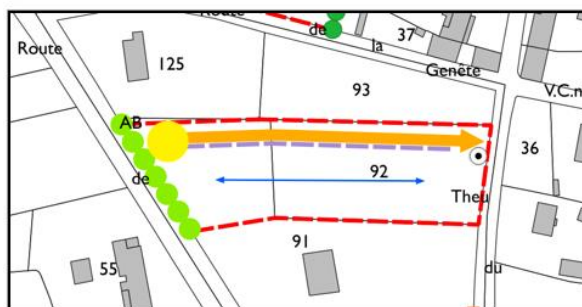 Route
de
la
Genête
37
Route
125
93
V.C.n
AB
36
de
92
Theu
91
55
du